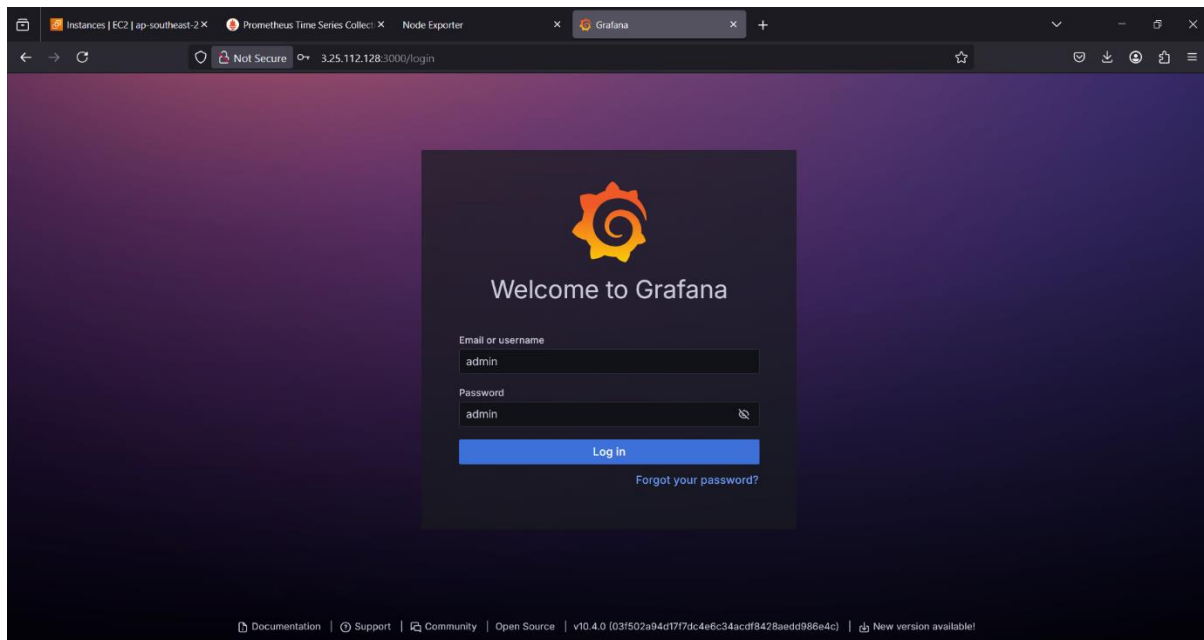 Instances | EC2 | ap-southeast-2
Prometheus Time Series Collecti
Node Exporter
Grafana
Not Secure
3.25.112.128:3000/login
Welcome to Grafana
Email or username
admin
Password
admin
Log in
Forgot your password?
Documentation | Support | Community | Open Source | v10.4.0 (03f502a94d17f7dc4e6c34acdf8428aedd986e4c) | New version available!